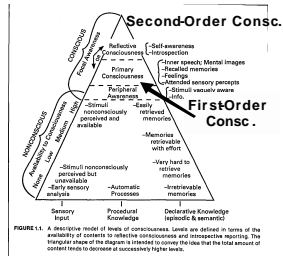 Second-Order Consc.
CONSCIOUS
Focal Awareness
Reflective
Consciousness
–Self-awareness
–Introspection
Primary
Consciousness
–Inner speech; Mental images
–Recalled memories
–Feelings
–Attended sensory percepts
Peripheral
Awareness
–Stimuli vaguely aware
–Info.
First-Order
Consc.
NONCONSCIOUS
Availability to Consciousness
None Low Medium High
–Stimuli
nonconsciously
perceived and
available
–Easily
retrieved
memories
–Memories
retrievable
with effort
–Stimuli nonconsciously
perceived but
unavailable
–Very hard to
retrieve
memories
–Early sensory
analysis
–Automatic
Processes
–Irretrievable
memories
Sensory
Input
Procedural
Knowledge
Declarative Knowledge
(episodic & semantic)
FIGURE 1.1. A descriptive model of levels of consciousness. Levels are defined in terms of the
availability of contents to reflective consciousness and introspective reporting. The
triangular shape of the diagram is intended to convey the idea that the total amount of
content tends to decrease at successively higher levels.